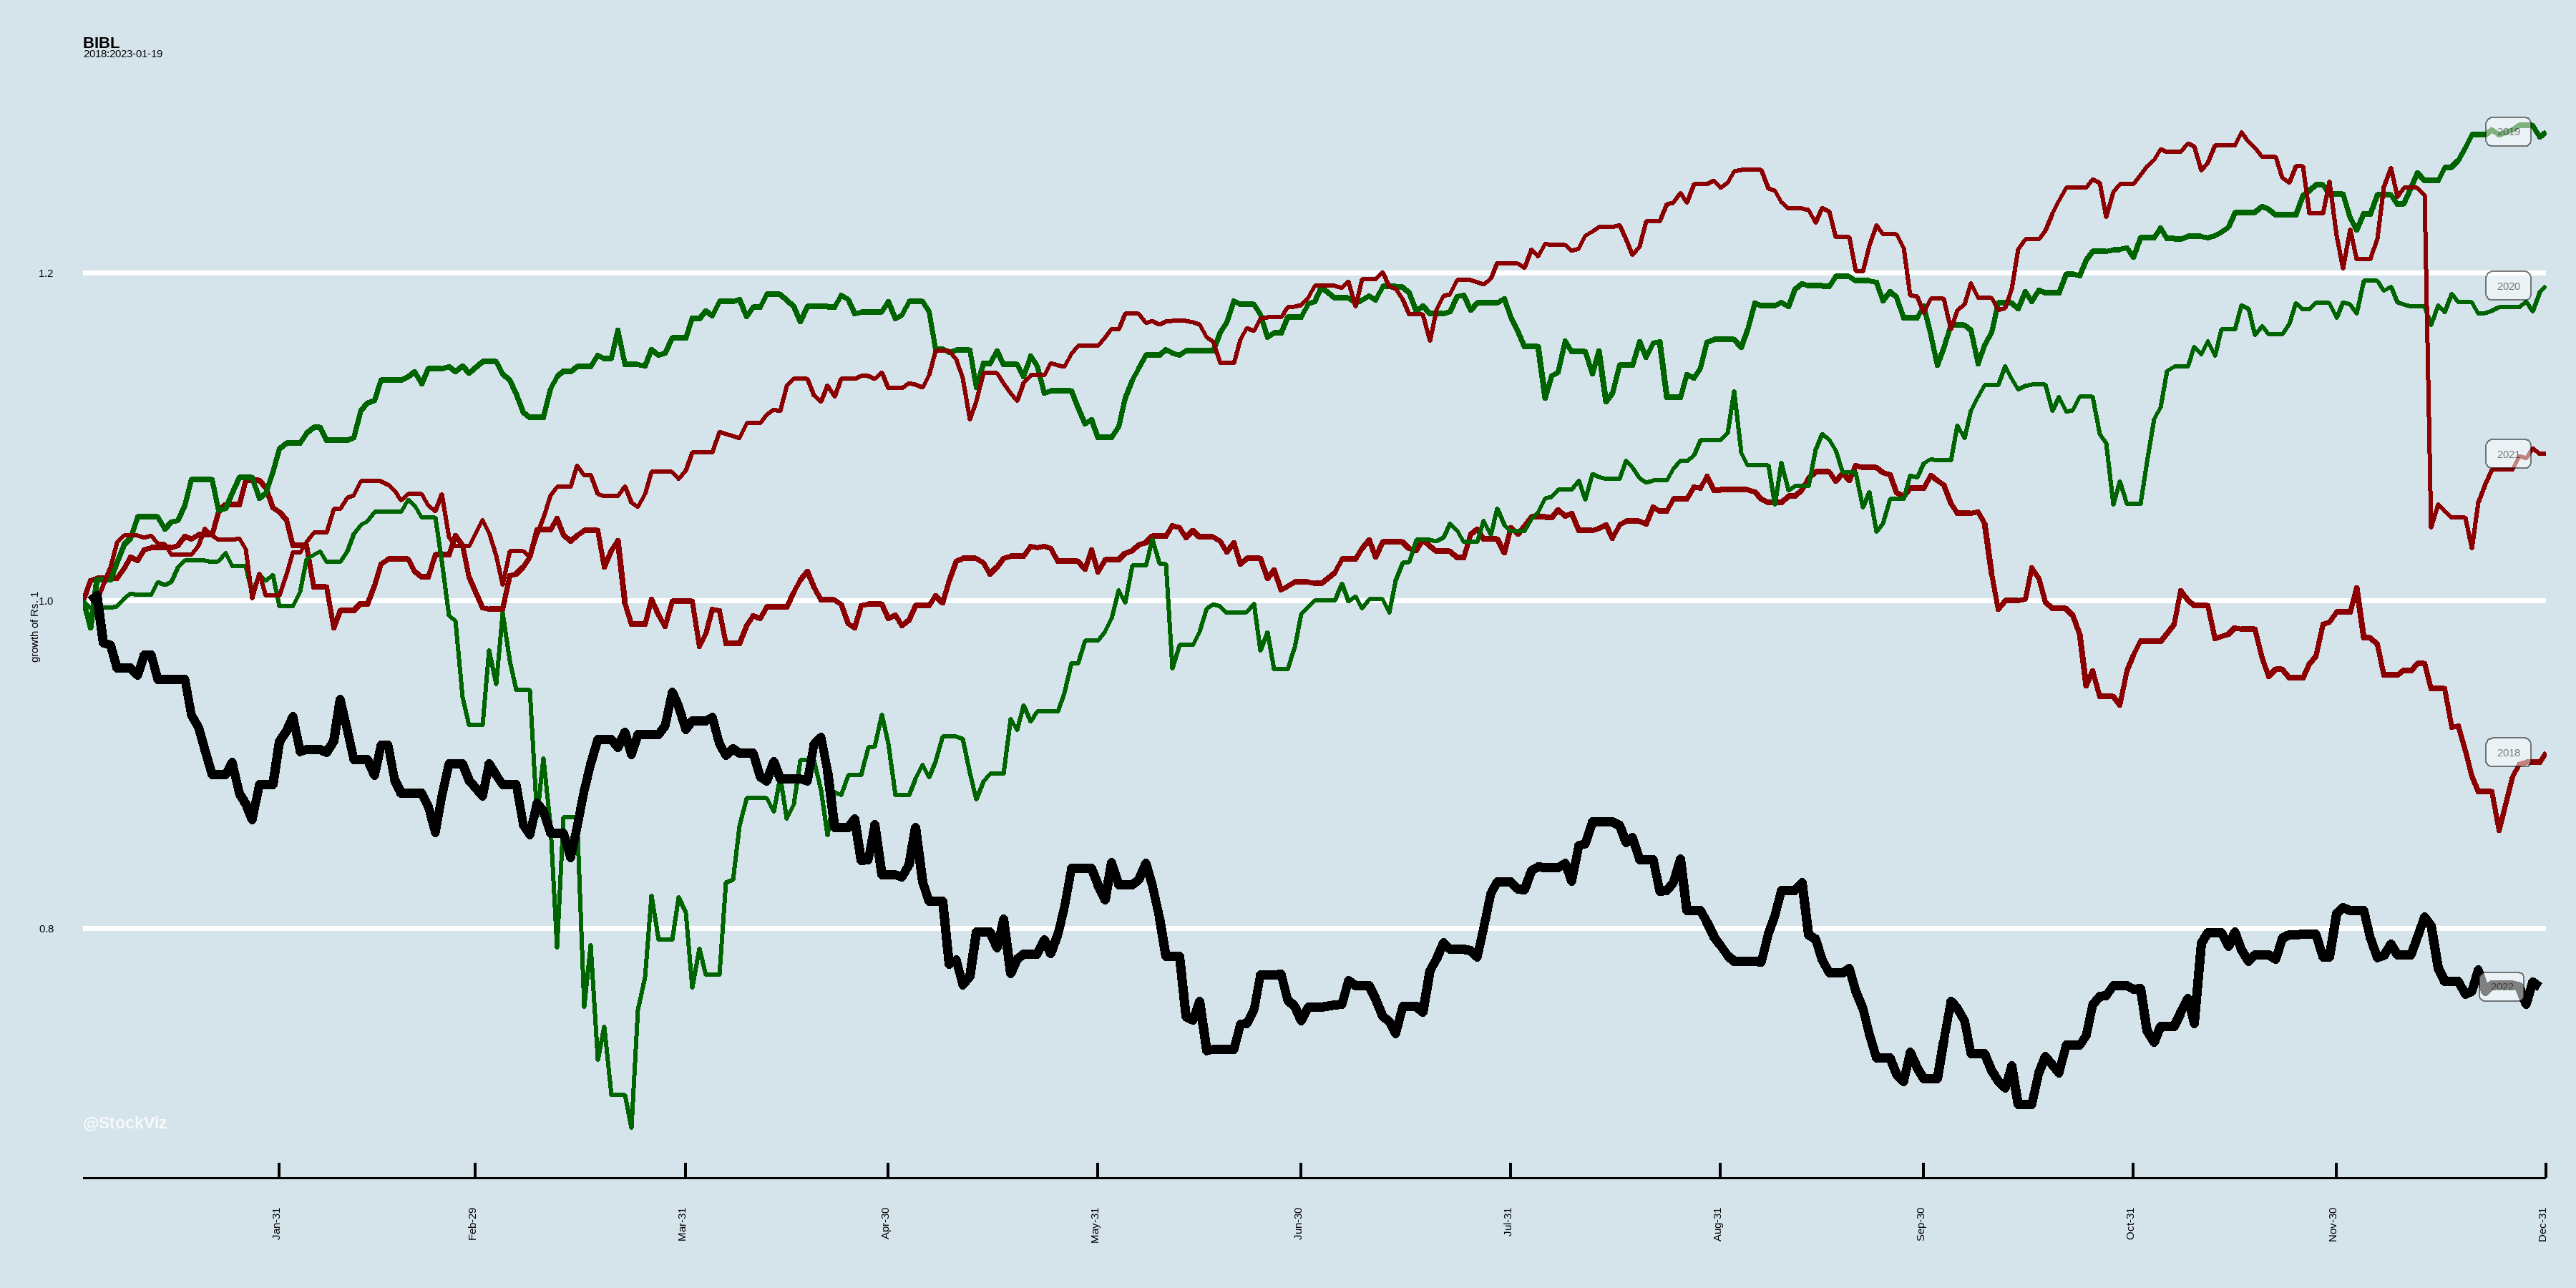 BIBL
2018:2023-01-19
2019
1.2
2020
2021
1.0
growth of Rs. 1
2018
0.8
2022
@StockViz
Jan-31
Feb-29
Mar-31
Apr-30
May-31
Jun-30
Jul-31
Aug-31
Sep-30
Oct-31
Nov-30
Dec-31